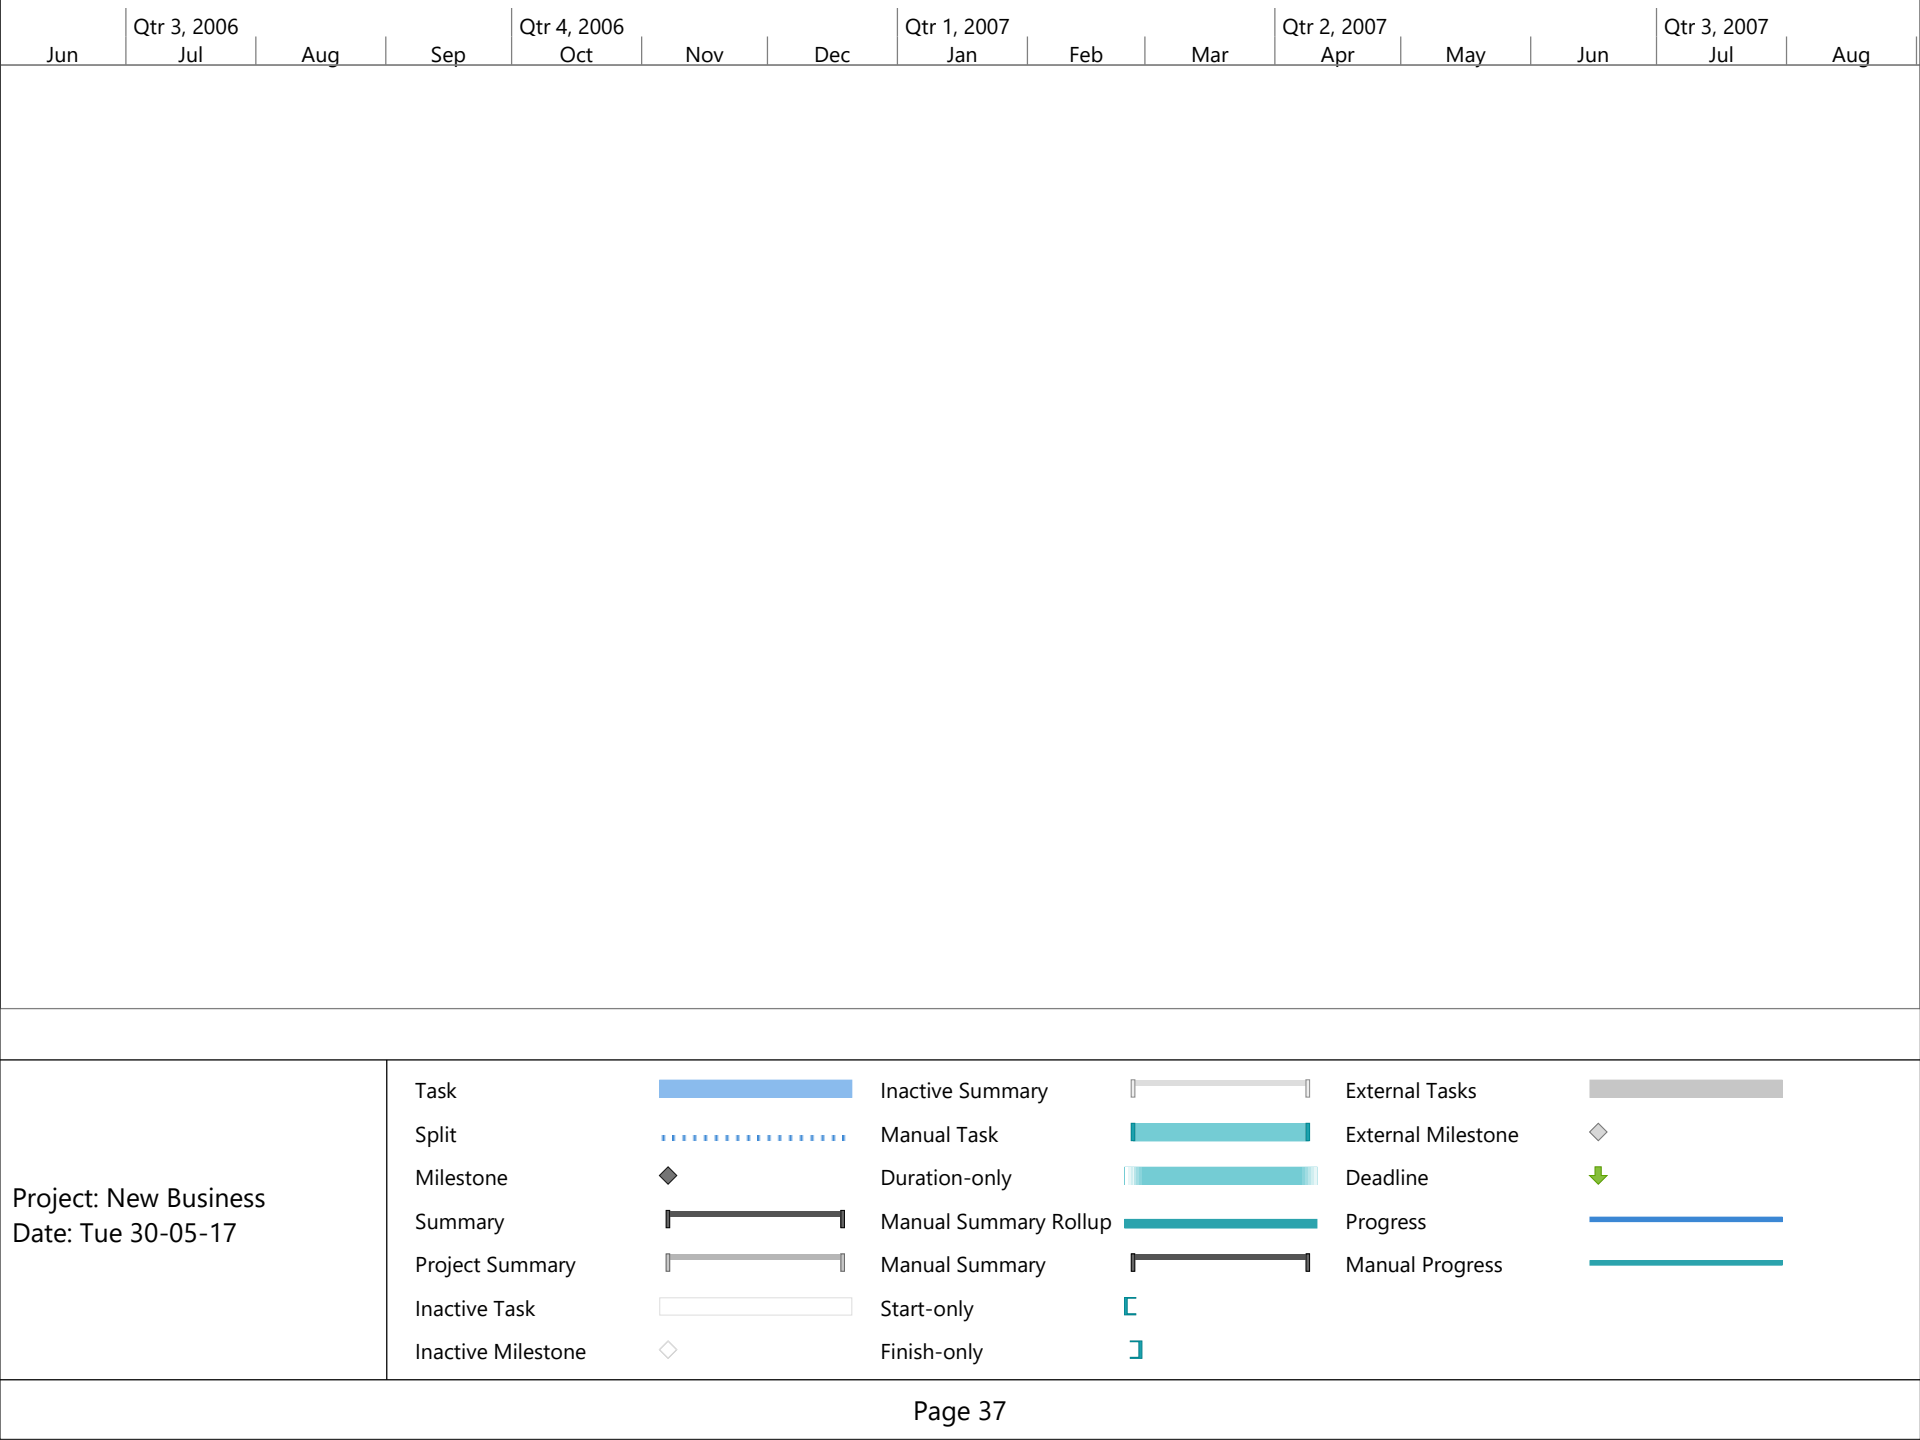 Qtr 3, 2006 Qtr 4, 2006 Qtr 1, 2007 Qtr 2, 2007 Qtr 3, 2007
Jun Jul Aug Sep Oct Nov Dec Jan Feb Mar Apr May Jun Jul Aug
Project: New Business
Date: Tue 30-05-17
Task
Split
Milestone
Summary
Project Summary
Inactive Task
Inactive Milestone
Inactive Summary
Manual Task
Duration-only
Manual Summary Rollup
Manual Summary
Start-only
Finish-only
External Tasks
External Milestone
Deadline
Progress
Manual Progress
Page 37